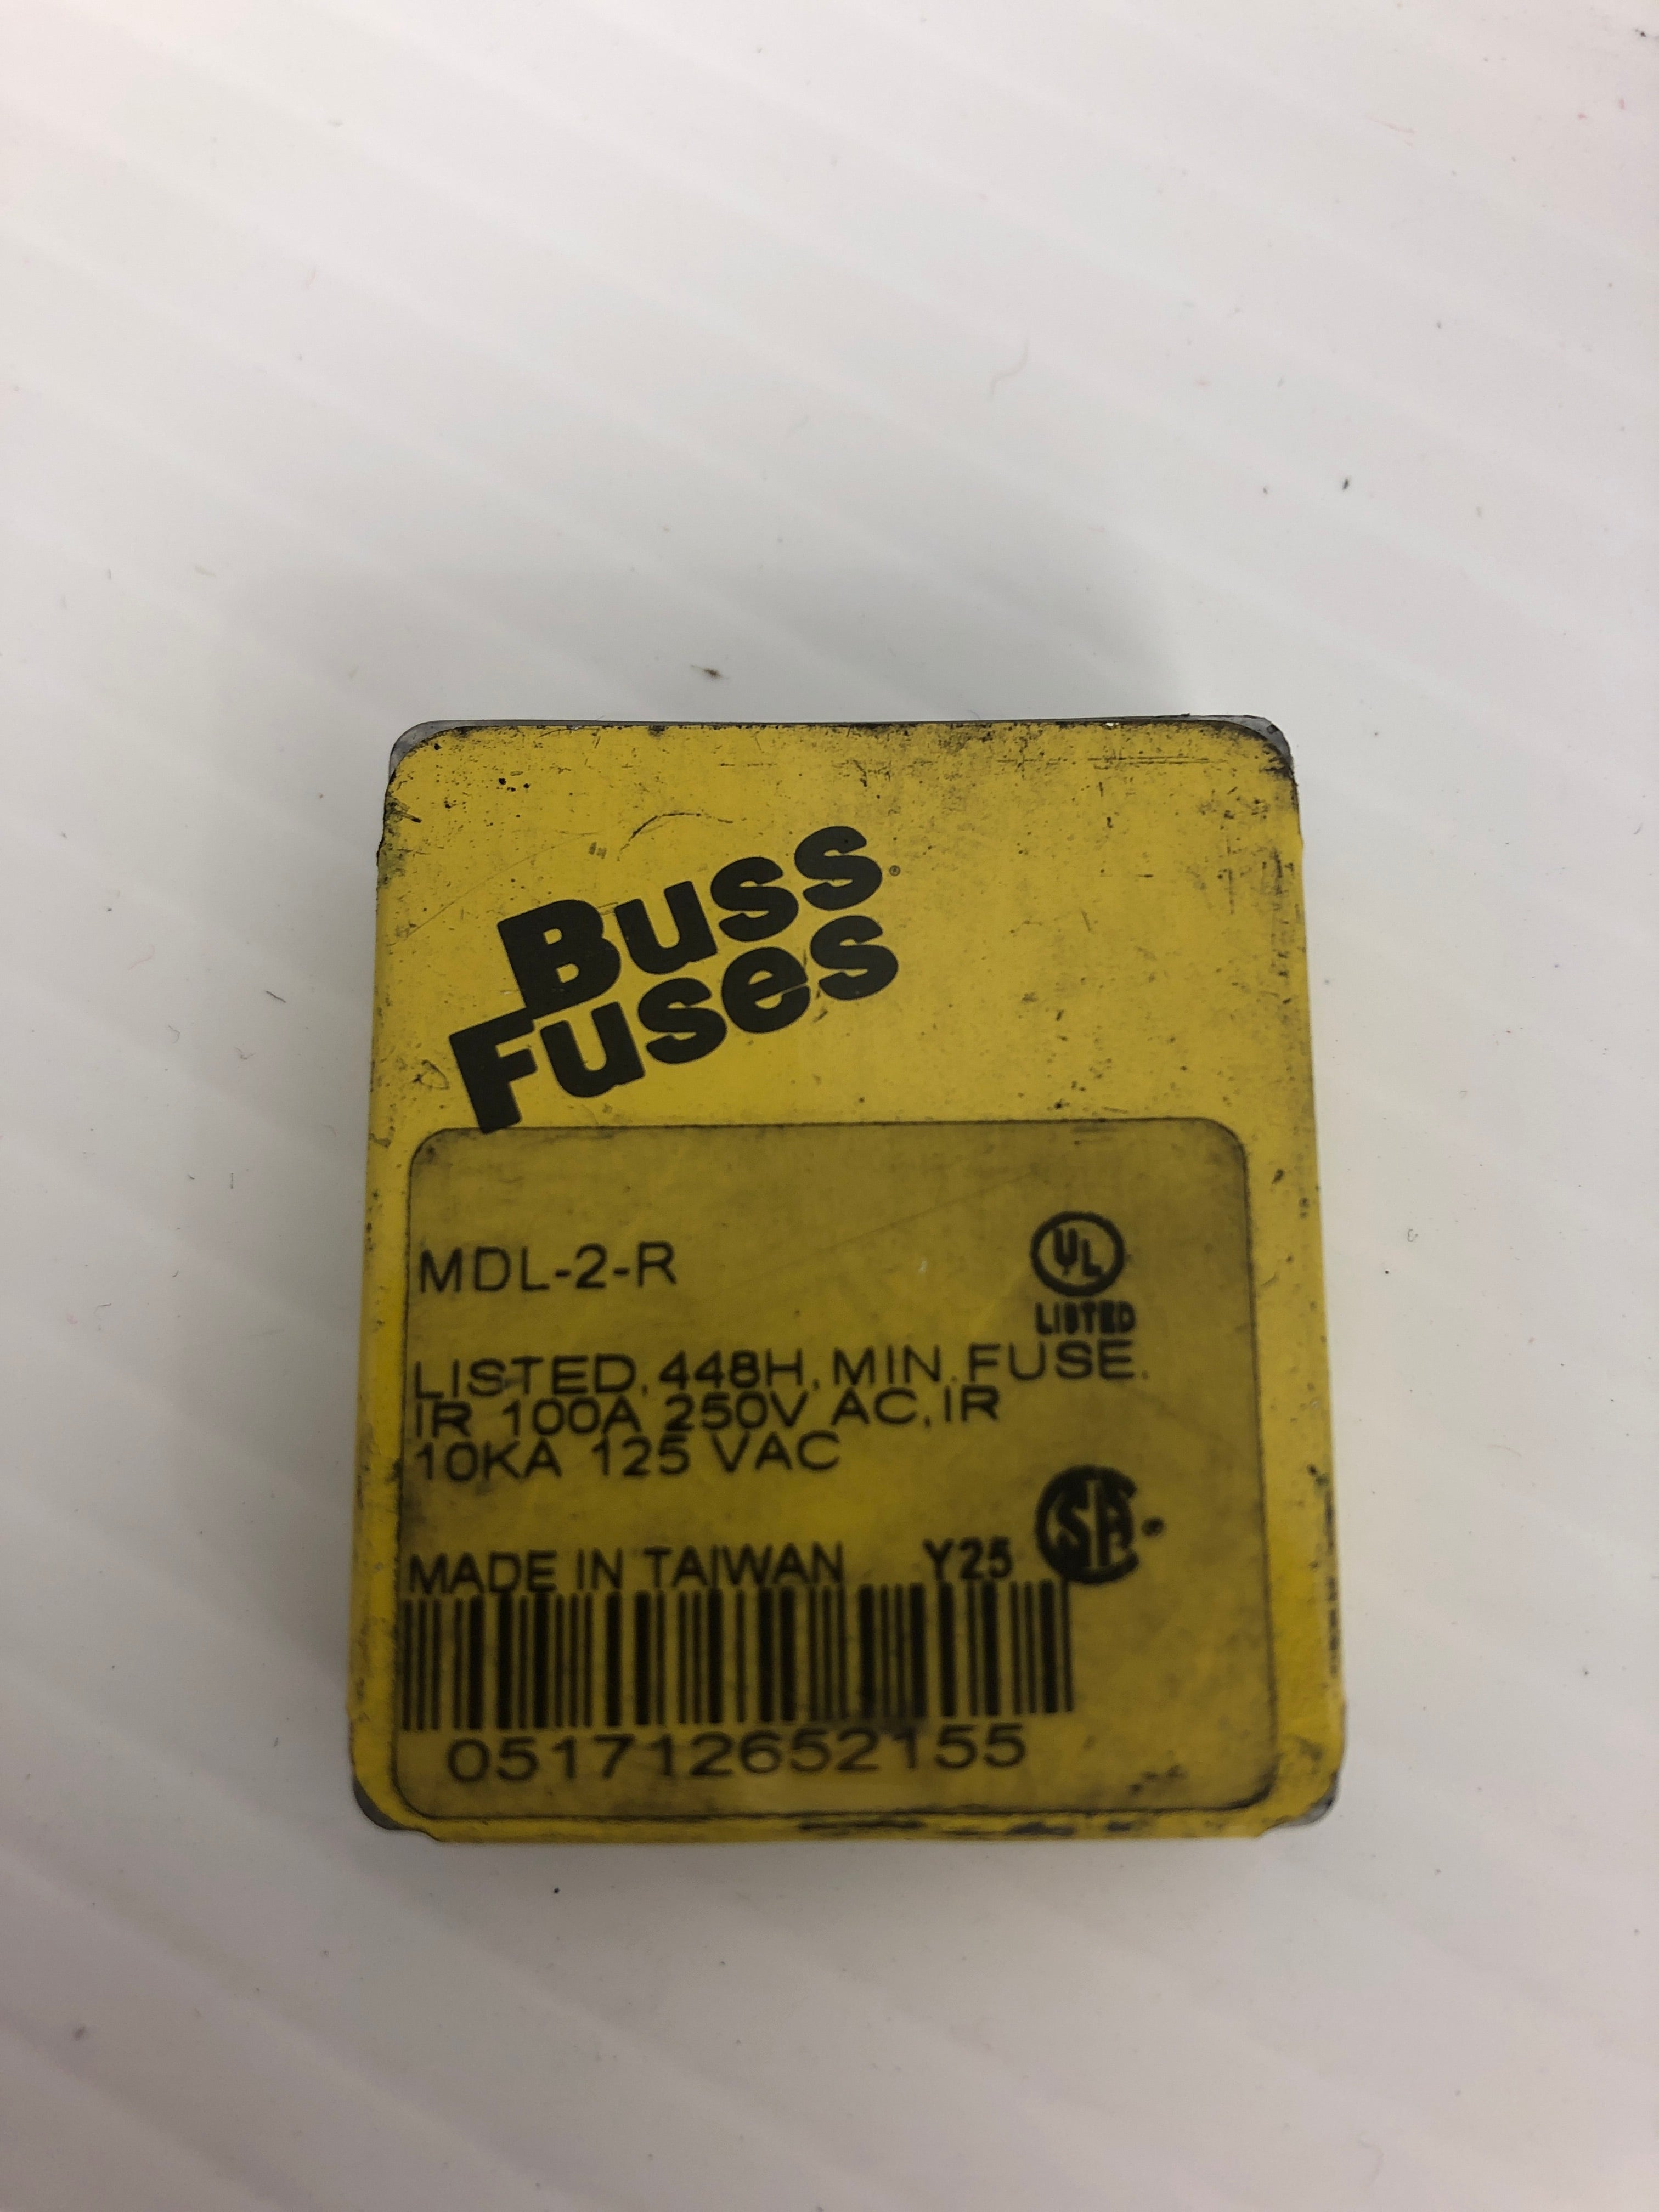 Buss®
Fuses
MDL-2-R
UL
LISTED
LISTED, 448H, MIN. FUSE.
IR 100A 250V AC, IR
10KA 125 VAC
MADE IN TAIWAN Y25
SA®
051712652155